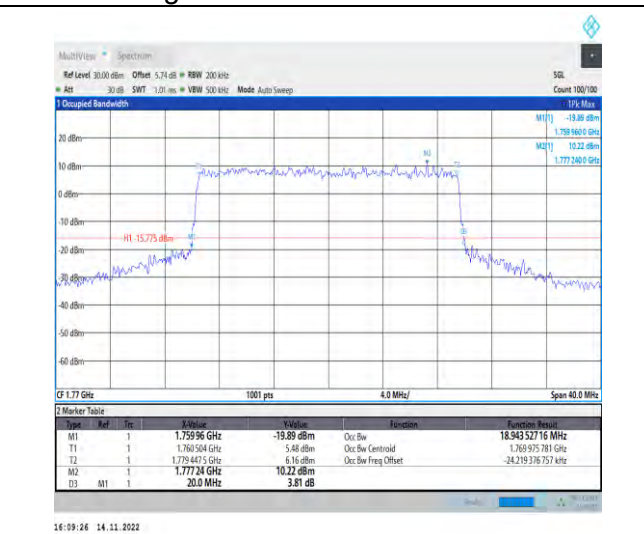 MultiView Spectrum
Ref Level 30.00 dBm Offset 5.74 dB RBW 200 kHz SGL
Att 30 dB SWT 1.01 ms VBW 500 kHz Mode Auto Sweep Count 100/100
1 Occupied Bandwidth 1Pk Max
M1[1] -19.89 dBm
1.759 960 0 GHz
M2[1] 10.22 dBm
1.777 240 0 GHz
20 dBm
M2
10 dBm
0 dBm
-10 dBm
H1 -15.775 dBm
-20 dBm
-30 dBm
-40 dBm
-50 dBm
-60 dBm
CF 1.77 GHz 1001 pts 4.0 MHz/ Span 40.0 MHz
2 Marker Table
Type Ref Trc X-Value Y-Value Function Function Result
M1 1 1.759 96 GHz -19.89 dBm Occ Bw 18.943 527 16 MHz
T1 1 1.760 504 GHz 5.48 dBm Occ Bw Centroid 1.769 975 781 GHz
T2 1 1.779 447 5 GHz 6.16 dBm Occ Bw Freq Offset -24.219 376 757 kHz
M2 1 1.777 24 GHz 10.22 dBm
D3 M1 1 20.0 MHz 3.81 dB
16:09:26 14.11.2022